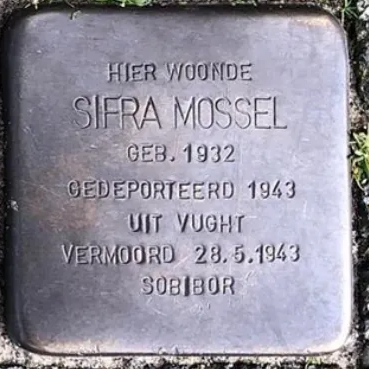 HIER WOONDE
SIFRA MOSSEL
GEB. 1932
GEDEPORTEERD 1943
UIT VUGHT
VERMOORD 28.5.1943
SOBIBOR